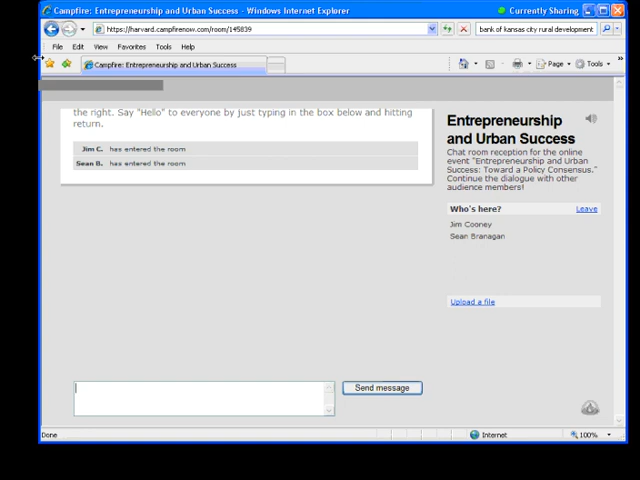 Campfire: Entrepreneurship and Urban Success - Windows Internet Explorer
Currently Sharing
https://harvard.campfirenow.com/room/145839
bank of kansas city rural development
File Edit View Favorites Tools Help
Campfire: Entrepreneurship and Urban Success
Page
Tools
the right. Say "Hello" to everyone by just typing in the box below and hitting
return.
Jim C. has entered the room
Sean B. has entered the room
Entrepreneurship
and Urban Success
Chat room reception for the online
event "Entrepreneurship and Urban
Success: Toward a Policy Consensus."
Continue the dialogue with other
audience members!
Who's here?
Leave
Jim Cooney
Sean Branagan
Upload a file
Send message
Done
Internet
100%